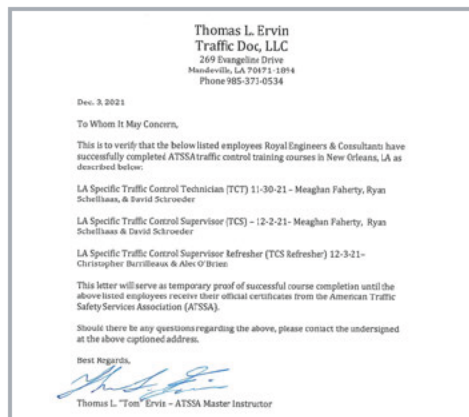 Thomas L. Ervin
Traffic Doc, LLC
269 Evangeline Drive
Mandeville, LA 70471-1894
Phone 985-373-0534
Dec. 3, 2021
To Whom It May Concern,
This is to verify that the below listed employees Royal Engineers & Consultants have
successfully completed ATSSA traffic control training courses in New Orleans, LA as
described below:
LA Specific Traffic Control Technician (TCT) 11-30-21 – Meaghan Faherty, Ryan
Schellhaas, & David Schroeder
LA Specific Traffic Control Supervisor (TCS) – 12-2-21 – Meaghan Faherty, Ryan
Schellhaas & David Schroeder
LA Specific Traffic Control Supervisor Refresher (TCS Refresher) 12-3-21–
Christopher Barrilleaux & Alec O'Brien
This letter will serve as temporary proof of successful course completion until the
above listed employees receive their official certificates from the American Traffic
Safety Services Association (ATSSA).
Should there be any questions regarding the above, please contact the undersigned
at the above captioned address.
Best Regards,
Thomas L. "Tom" Ervin – ATSSA Master Instructor